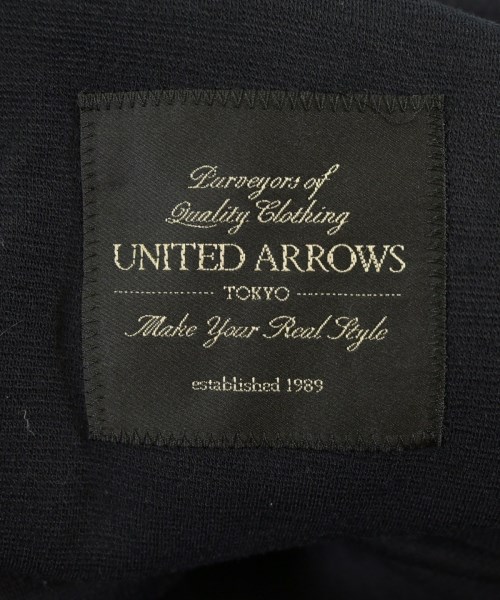 Purveyors of
Quality Clothing
UNITED ARROWS
TOKYO
Make Your Real Style
established 1989